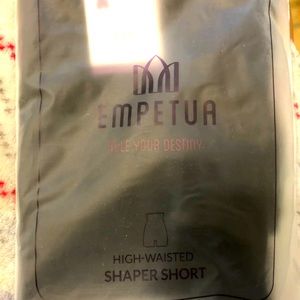 EMPETUA
RULE YOUR DESTINY.
HIGH-WAISTED
SHAPER SHORT